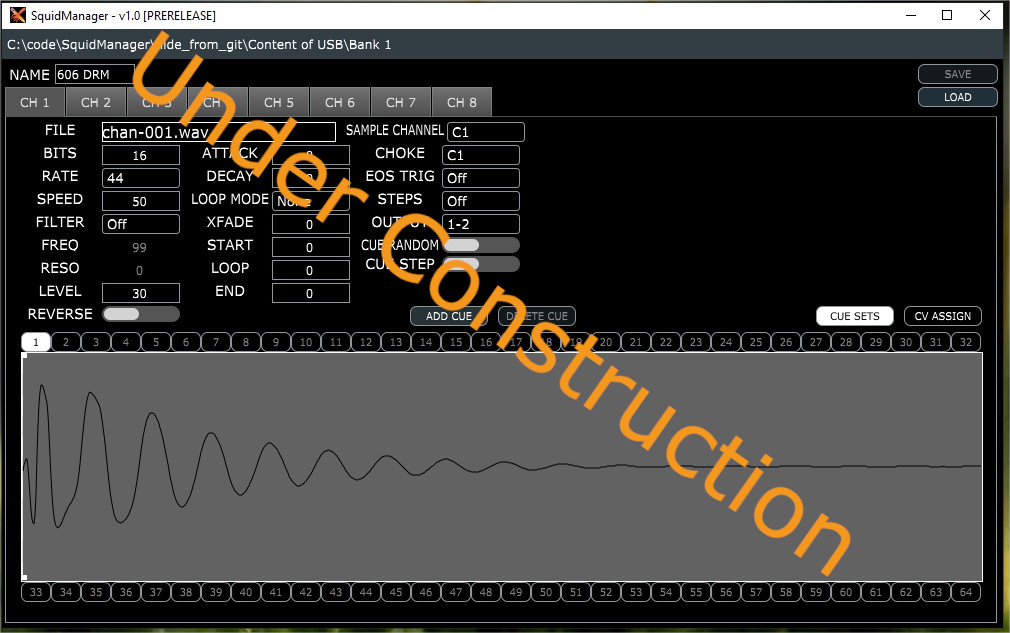 SquidManager - v1.0 [PRERELEASE]
C:\code\SquidManager\hide_from_git\Content of USB\Bank 1
NAME 606 DRM SAVE
LOAD
CH 1 CH 2 CH 3 CH CH 5 CH 6 CH 7 CH 8
FILE chan-001.wav SAMPLE CHANNEL C1
BITS 16 ATTACK 0 CHOKE C1
RATE 44 DECAY EOS TRIG Off
SPEED 50 LOOP MODE None STEPS Off
FILTER Off XFADE 0 OUTPUT 1-2
FREQ 99 START 0 CUE RANDOM
RESO 0 LOOP 0 CUE STEP
LEVEL 30 END 0
REVERSE ADD CUE DELETE CUE CUE SETS CV ASSIGN
1 2 3 4 5 6 7 8 9 10 11 12 13 14 15 16 17 18 19 20 21 22 23 24 25 26 27 28 29 30 31 32
33 34 35 36 37 38 39 40 41 42 43 44 45 46 47 48 49 50 51 52 53 54 55 56 57 58 59 60 61 62 63 64
Under Construction